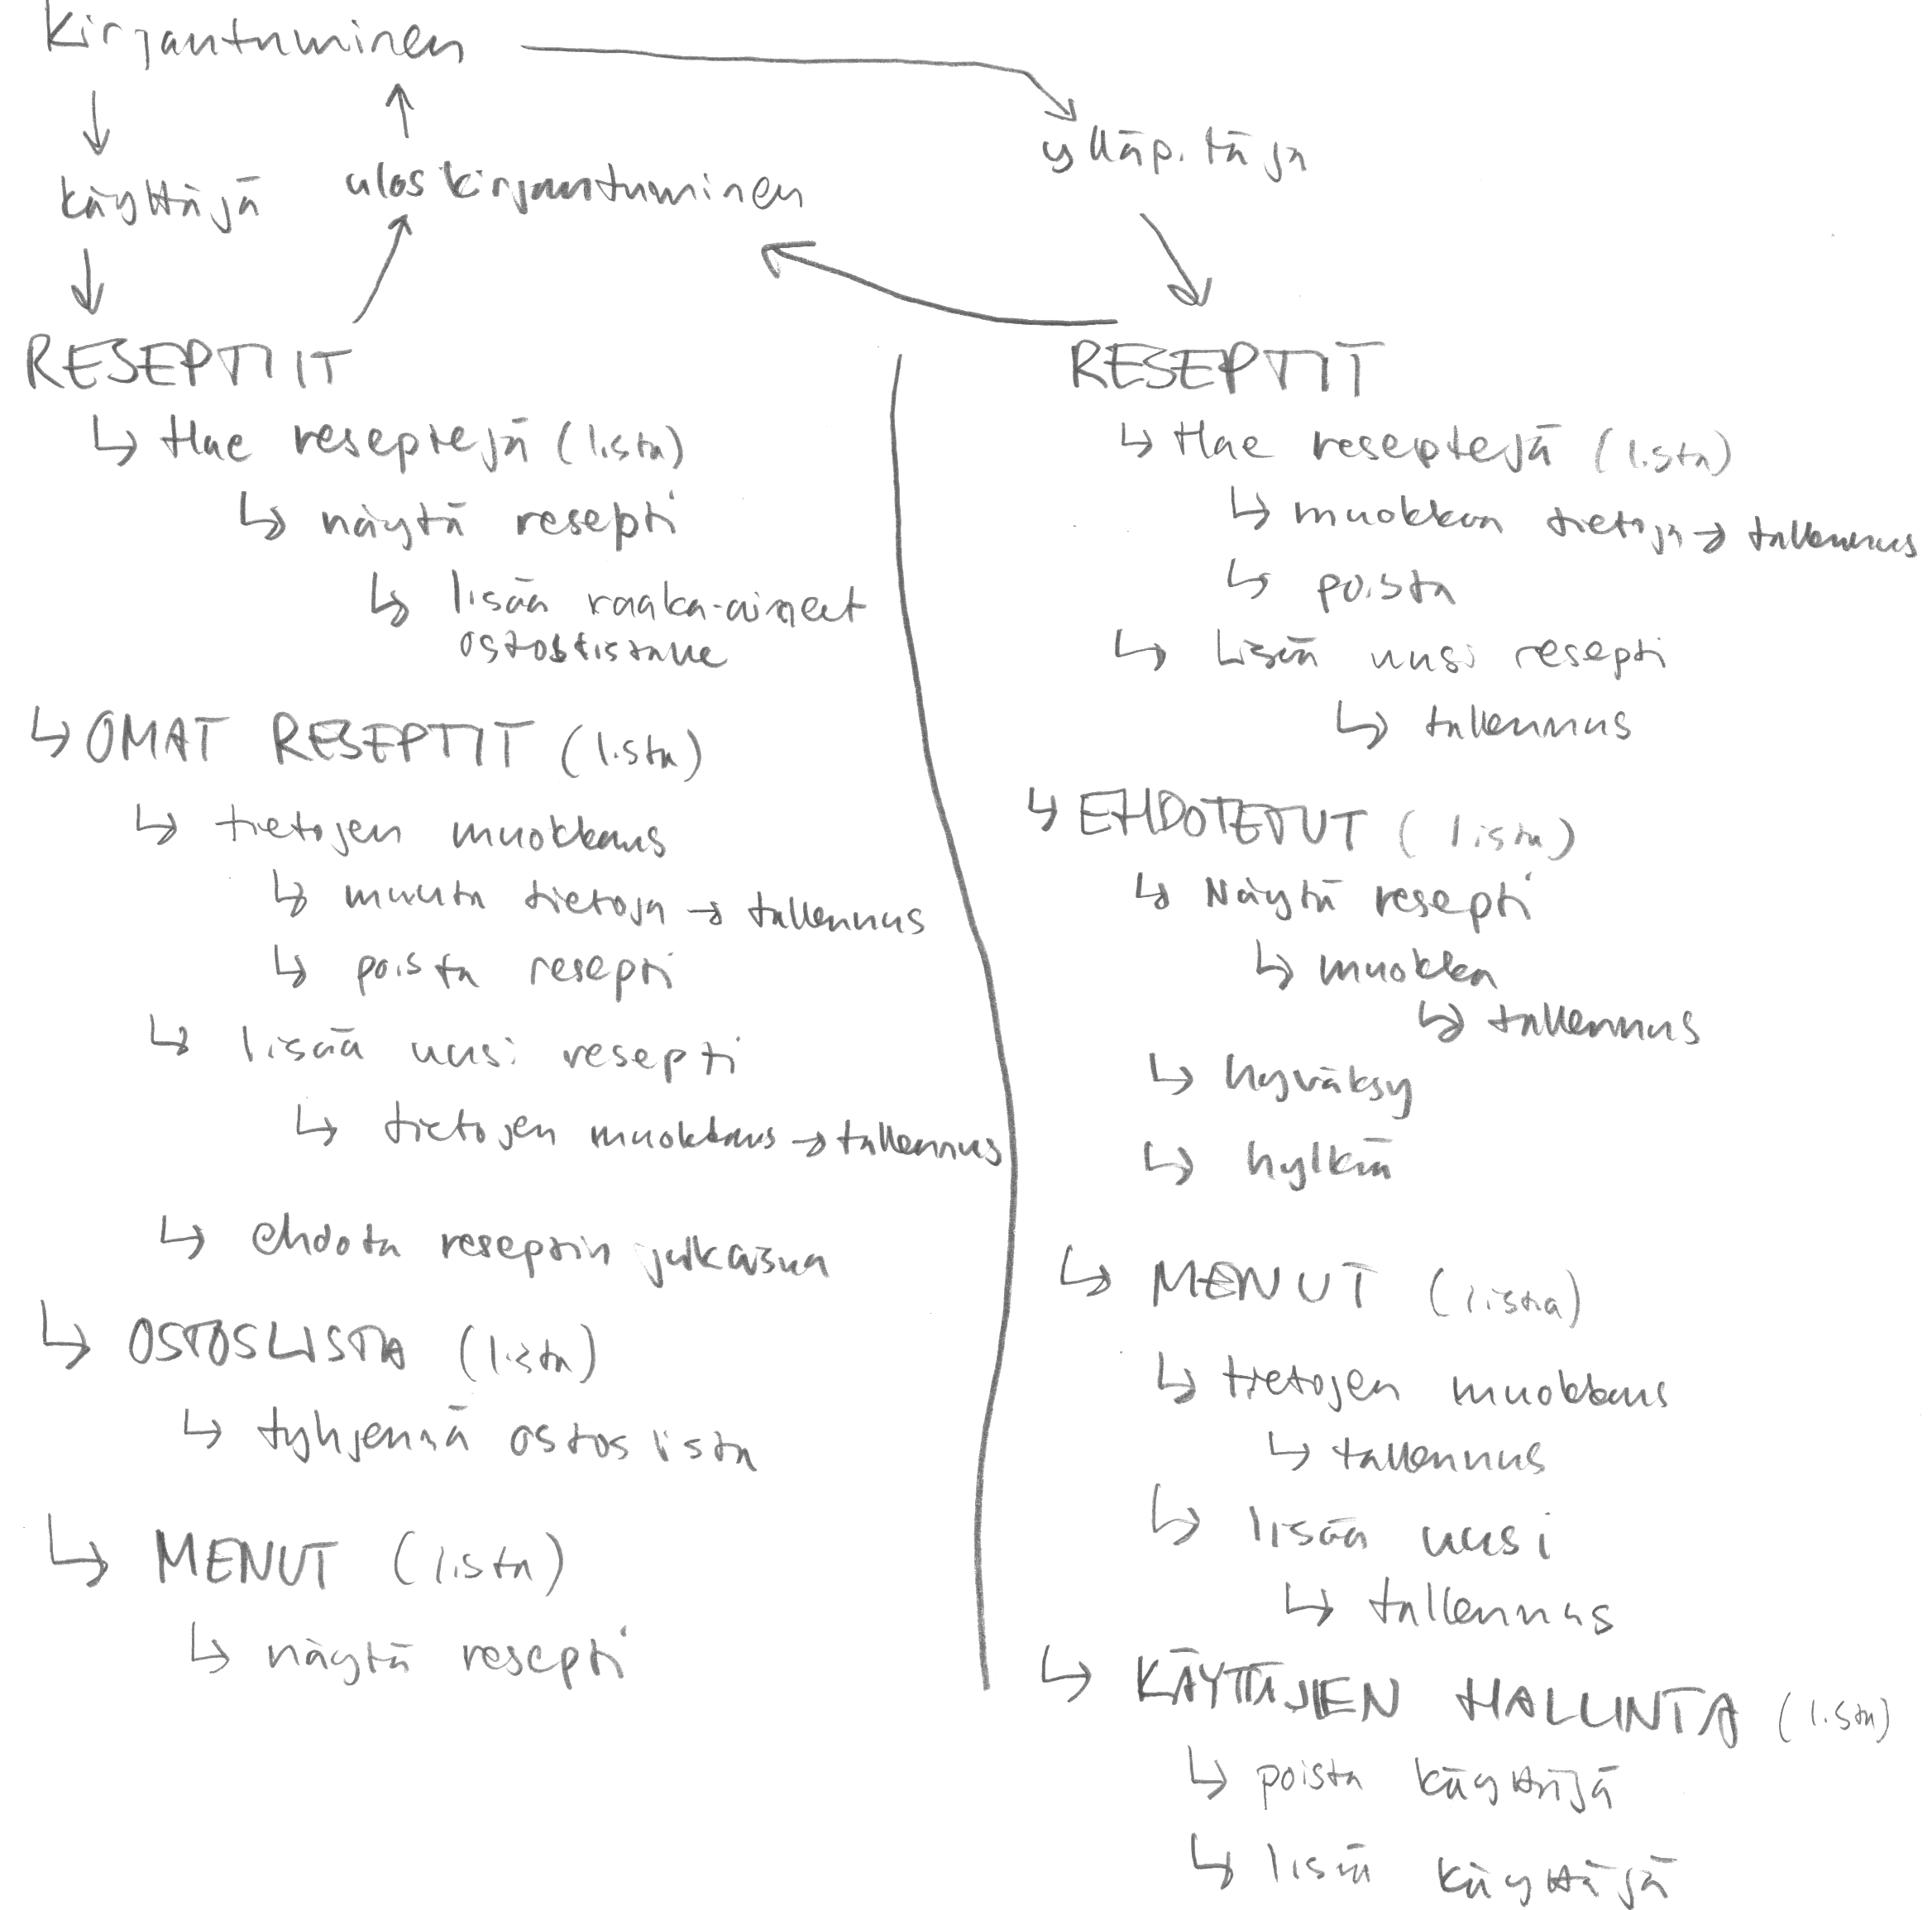 kirjautuminen
käyttäjä
uloskirjautuminen
ylläpitäjä
RESEPTIIT
↳ Hae reseptejä (lista)
↳ näytä resepti
↳ lisää raaka-aineet
ostoslistalle
↳ OMAT RESEPTIT (lista)
↳ tietojen muokkaus
↳ muuta tietoja → tallennus
↳ poista resepti
↳ lisää uusi resepti
↳ tietojen muokkaus → tallennus
↳ ehdota reseptin julkaisua
↳ OSTOSLISTA (lista)
↳ tyhjennä ostoslista
↳ MENUT (lista)
↳ näytä resepti
RESEPTIT
↳ Hae reseptejä (lista)
↳ muokkaa tietoja → tallennus
↳ poista
↳ Lisää uusi resepti
↳ tallennus
↳ EHDOTETUT (lista)
↳ Näytä resepti
↳ muokkaa
↳ tallennus
↳ hyväksy
↳ hylkää
↳ MENUT (lista)
↳ tietojen muokkaus
↳ tallennus
↳ lisää uusi
↳ tallennus
↳ KÄYTTÄJIEN HALLINTA (lista)
↳ poista käyttäjä
↳ lisää käyttäjä